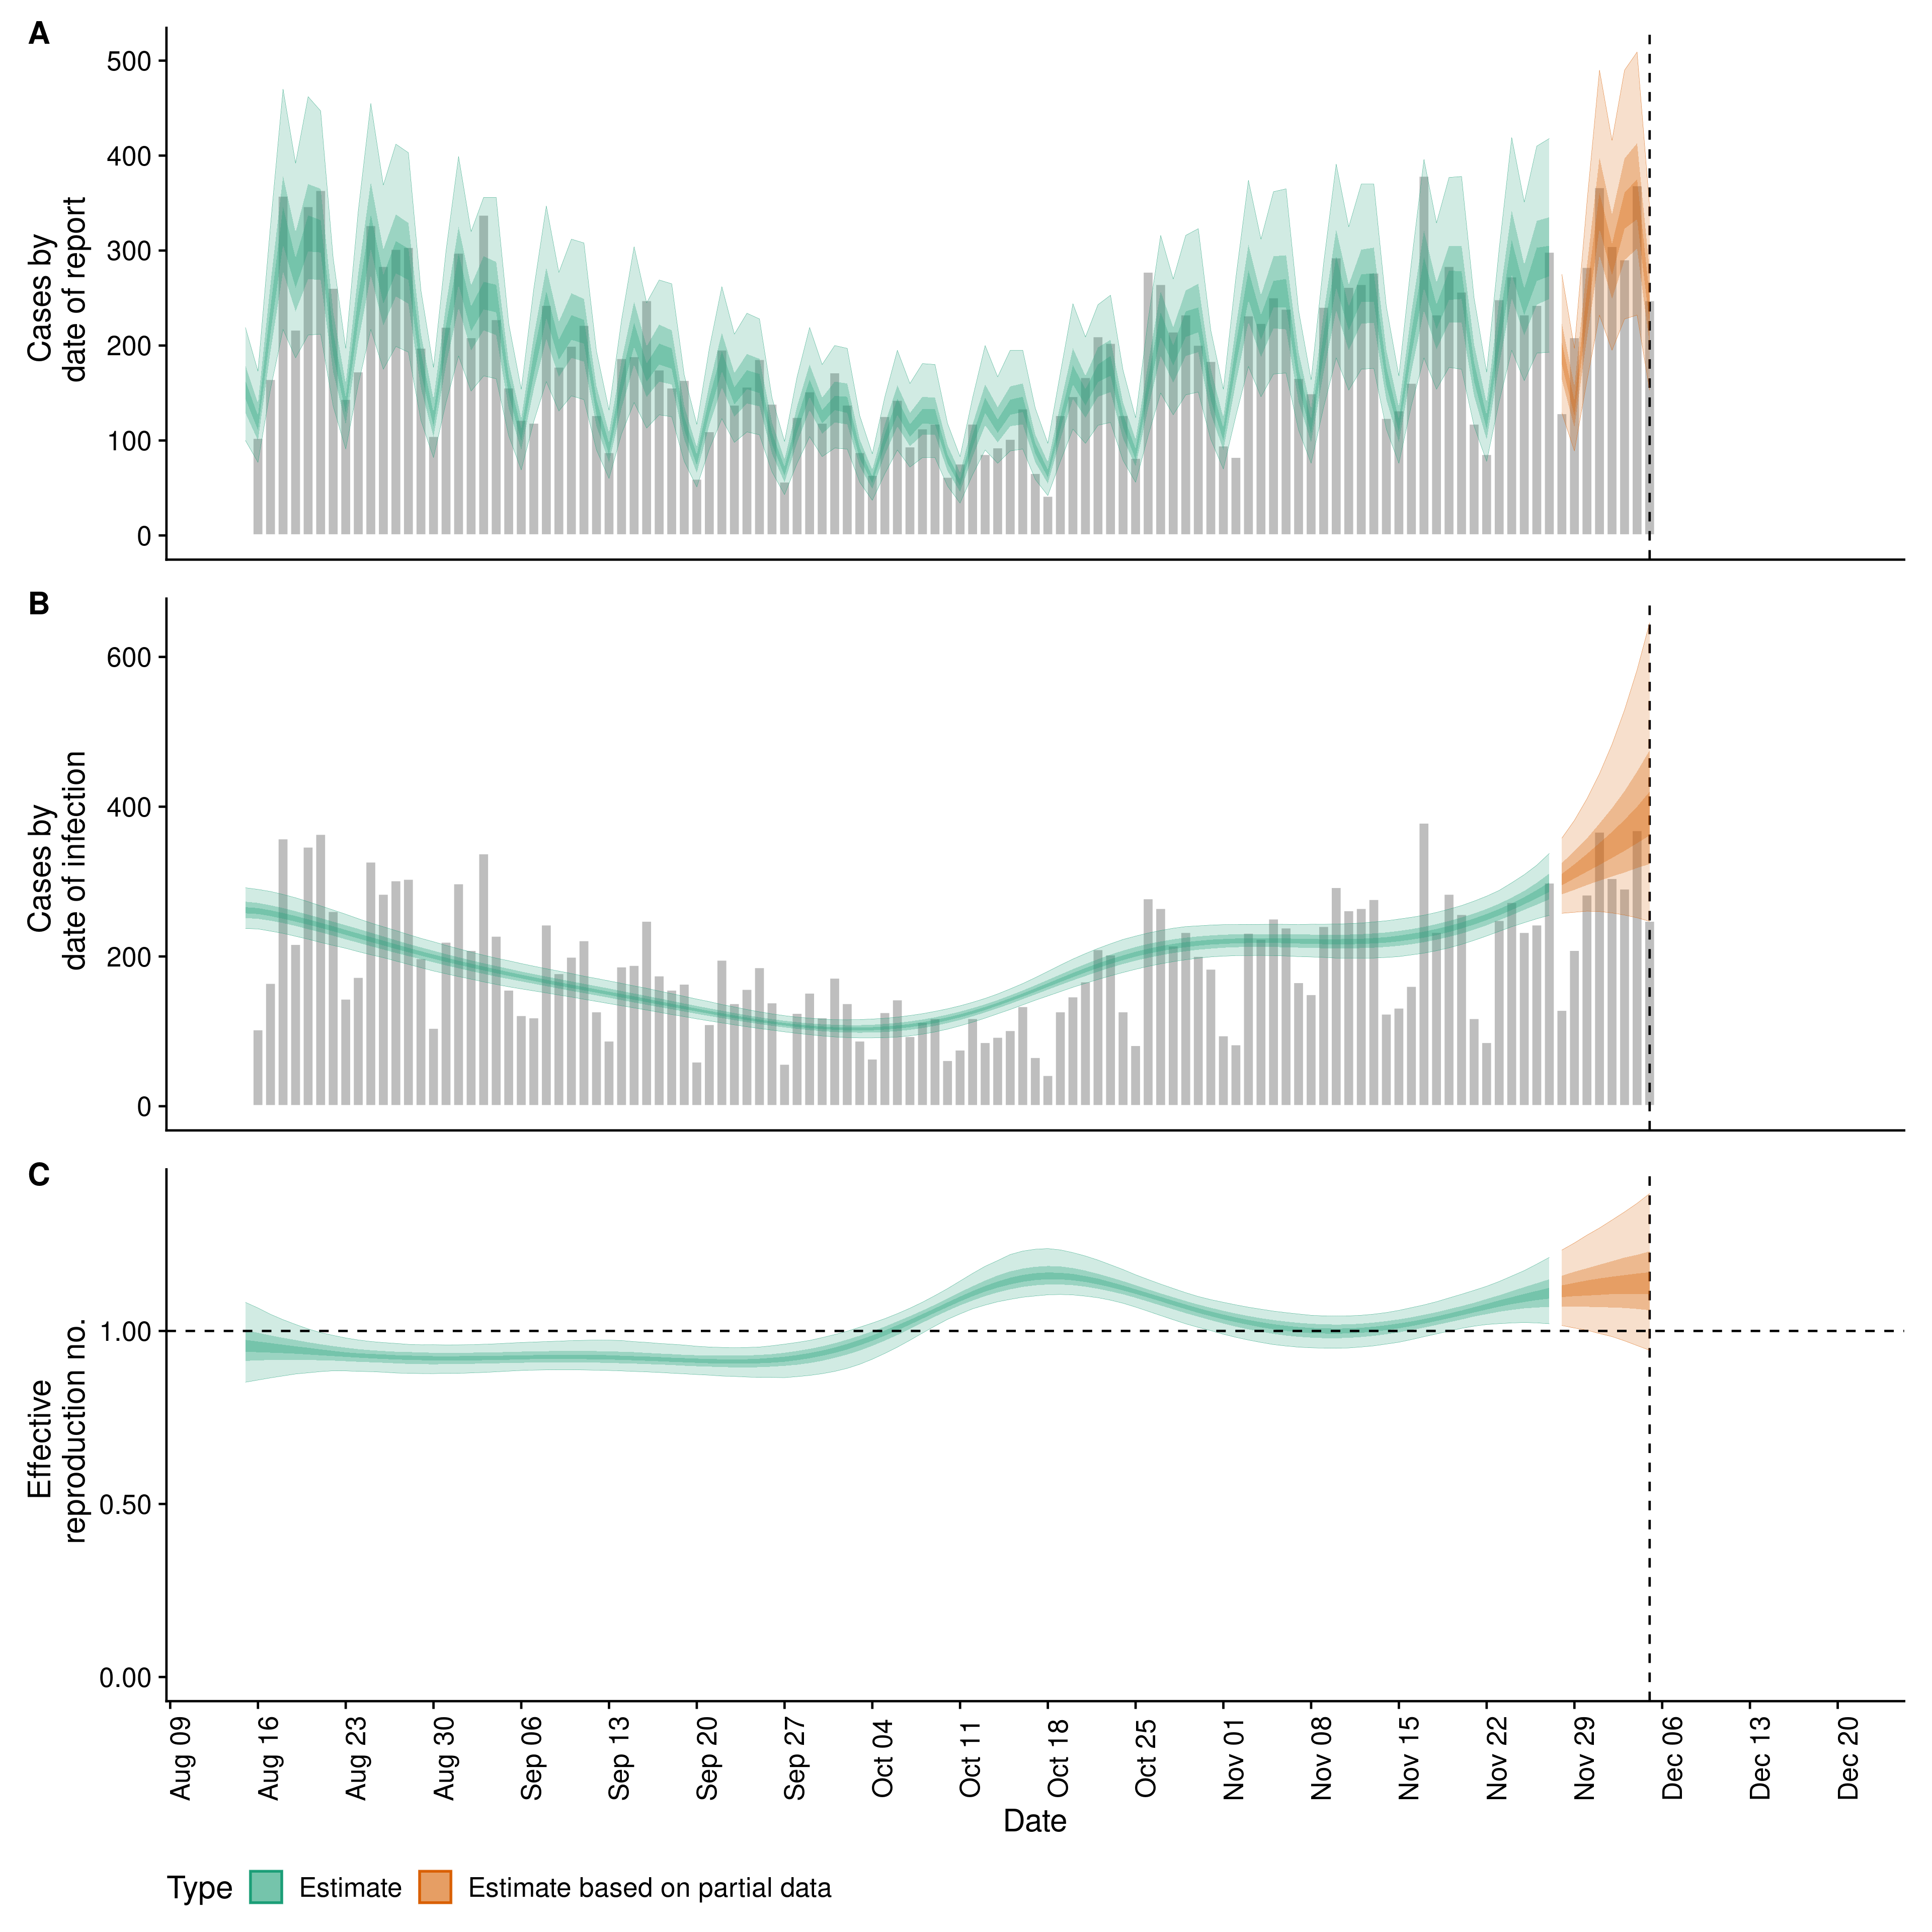 A
500
400
300
200
100
0
Cases by
date of report
B
600
400
200
0
Cases by
date of infection
C
1.00
0.50
0.00
Effective
reproduction no.
Aug 09
Aug 16
Aug 23
Aug 30
Sep 06
Sep 13
Sep 20
Sep 27
Oct 04
Oct 11
Oct 18
Oct 25
Nov 01
Nov 08
Nov 15
Nov 22
Nov 29
Dec 06
Dec 13
Dec 20
Date
Type Estimate Estimate based on partial data